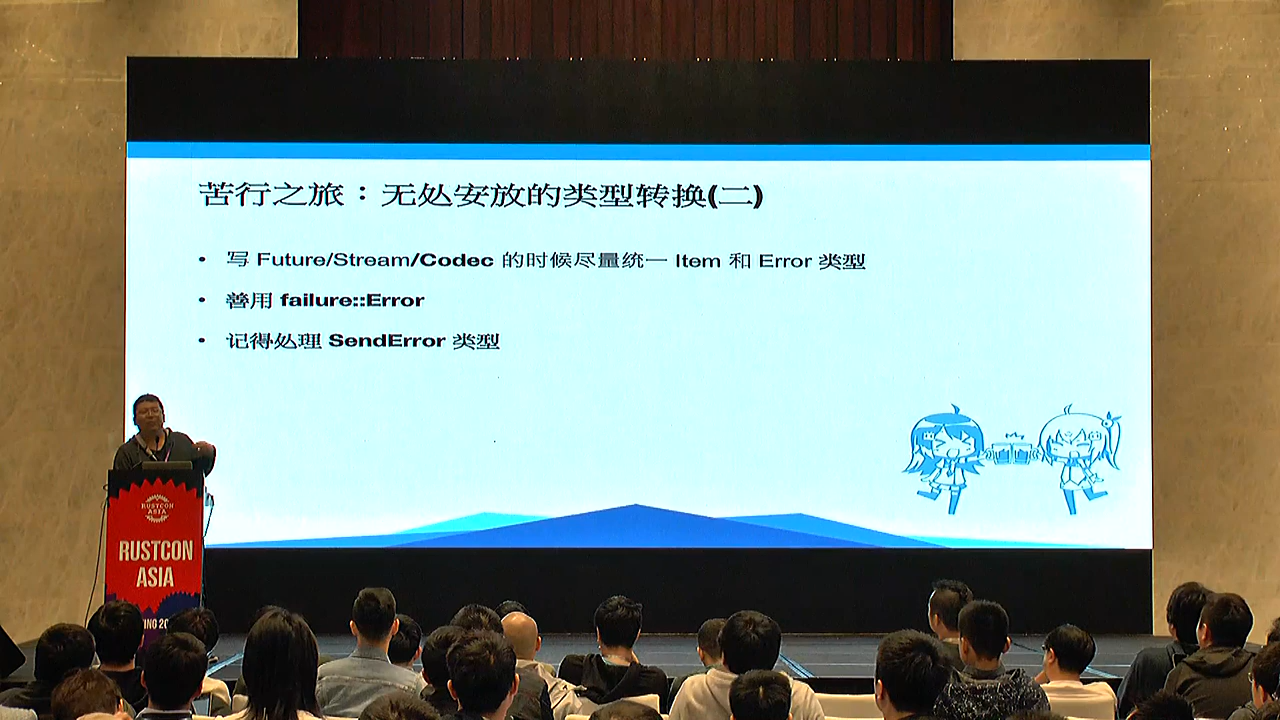 苦行之旅：无处安放的类型转换(二)
• 写 Future/Stream/Codec 的时候尽量统一 Item 和 Error 类型
• 善用 failure::Error
• 记得处理 SendError 类型
RUSTCON
ASIA
RUSTCON
ASIA